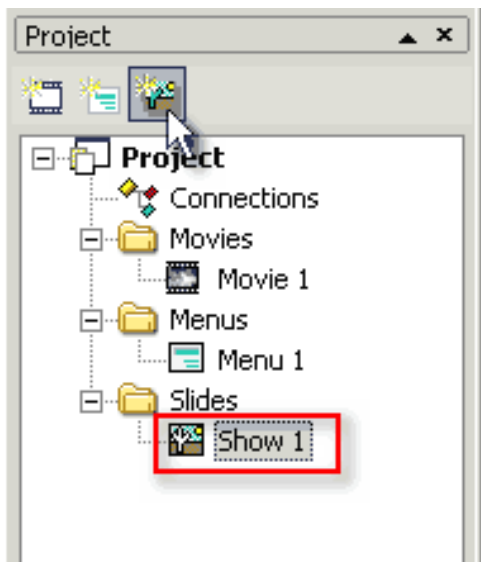 Project
Project
Connections
Movies
Movie 1
Menus
Menu 1
Slides
Show 1